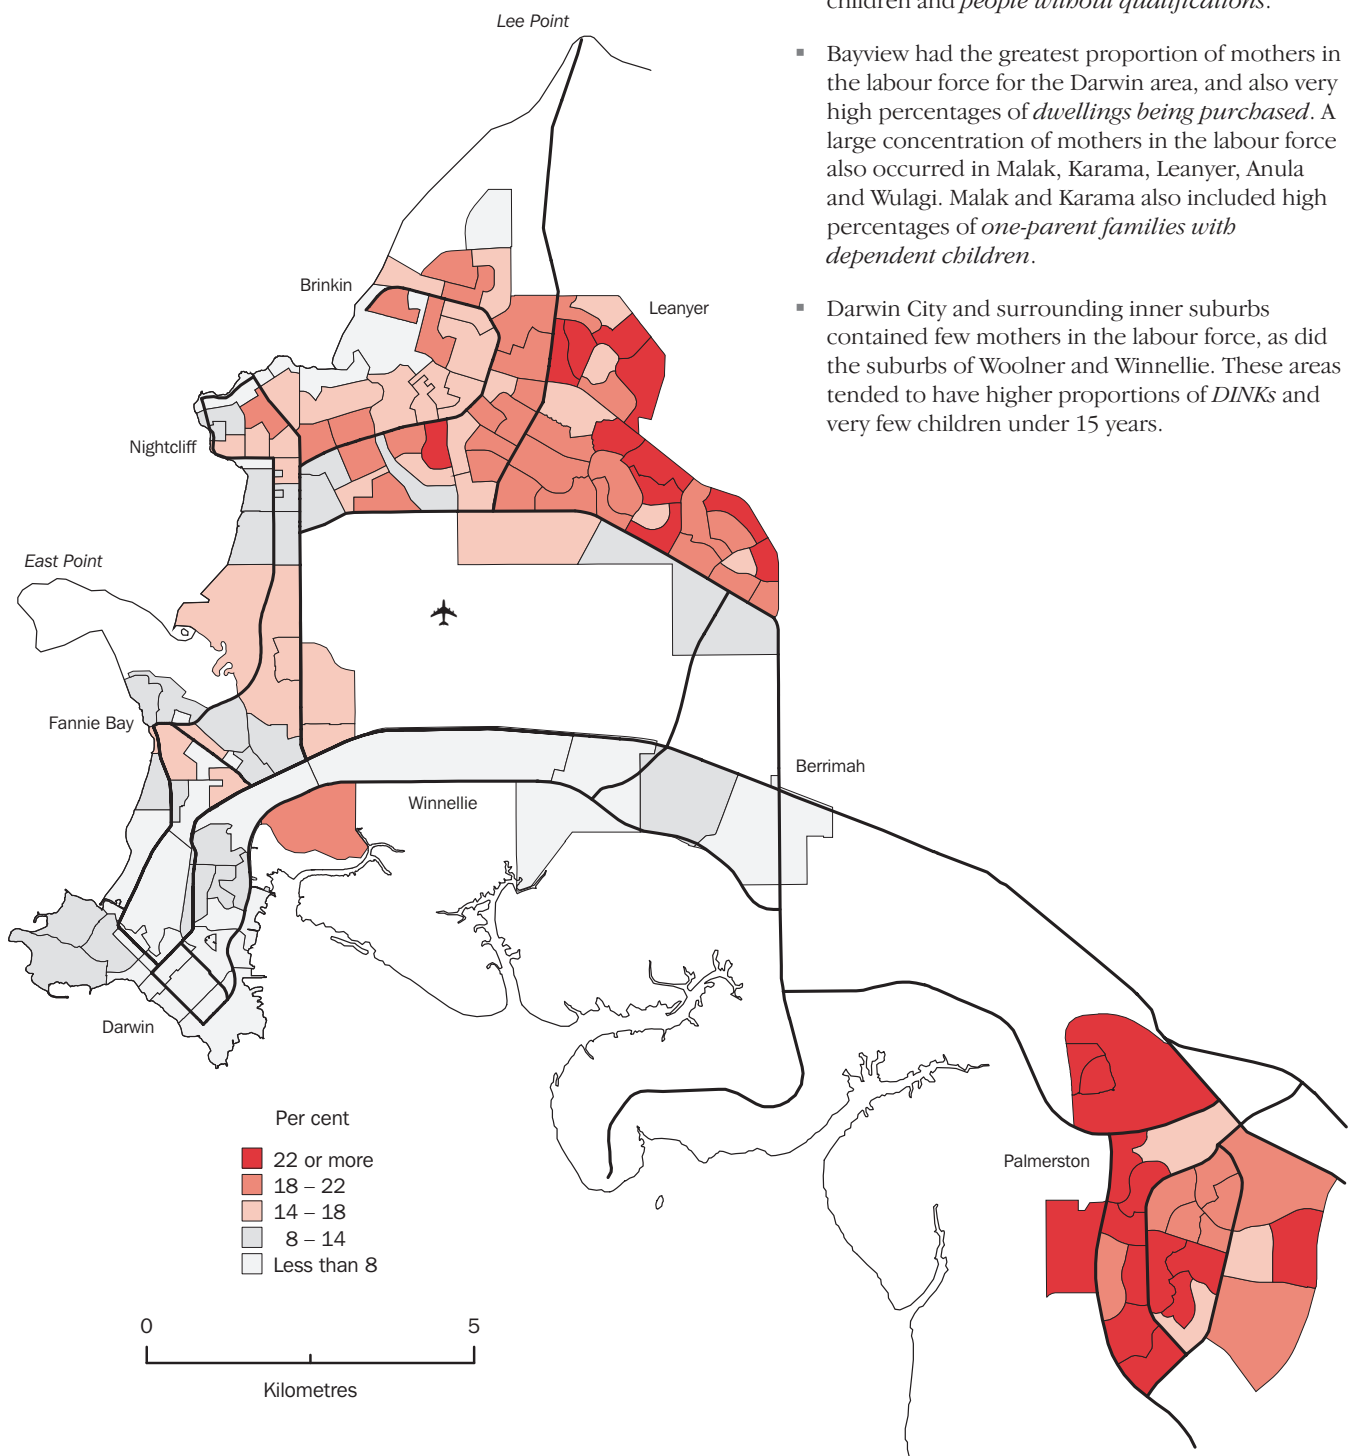 children and people without qualifications.
▪ Bayview had the greatest proportion of mothers in
the labour force for the Darwin area, and also very
high percentages of dwellings being purchased. A
large concentration of mothers in the labour force
also occurred in Malak, Karama, Leanyer, Anula
and Wulagi. Malak and Karama also included high
percentages of one-parent families with
dependent children.
▪ Darwin City and surrounding inner suburbs
contained few mothers in the labour force, as did
the suburbs of Woolner and Winnellie. These areas
tended to have higher proportions of DINKs and
very few children under 15 years.
Lee Point
Brinkin
Leanyer
Nightcliff
East Point
Fannie Bay
Berrimah
Winnellie
Darwin
Palmerston
Per cent
22 or more
18 – 22
14 – 18
8 – 14
Less than 8
0 5
Kilometres